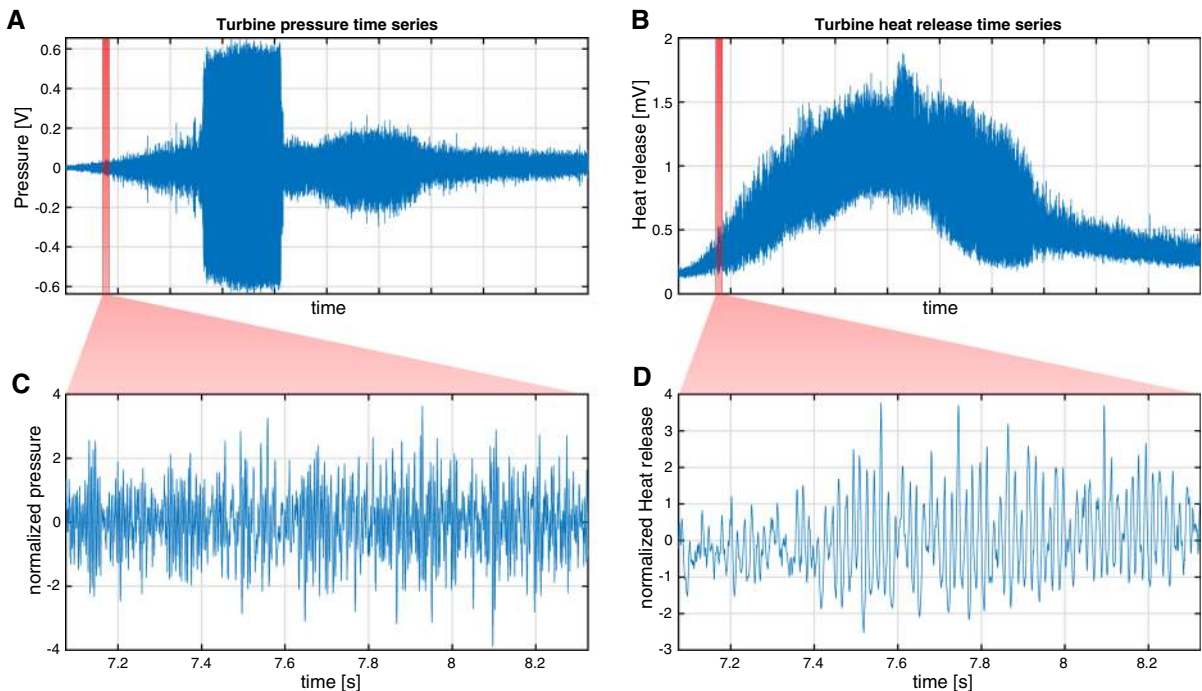 A
Turbine pressure time series
0.6
0.4
0.2
0
-0.2
-0.4
-0.6
Pressure [V]
time
B
Turbine heat release time series
2
1.5
1
0.5
0
Heat release [mV]
time
C
4
2
0
-2
-4
normalized pressure
7.2 7.4 7.6 7.8 8 8.2
time [s]
D
4
3
2
1
0
-1
-2
-3
normalized Heat release
7.2 7.4 7.6 7.8 8 8.2
time [s]